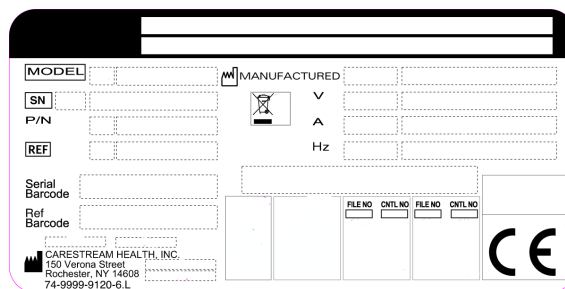 MODEL
MANUFACTURED
SN
V
P/N
A
REF
Hz
Serial
Barcode
FILE NO CNTL NO FILE NO CNTL NO
Ref
Barcode
CARESTREAM HEALTH, INC.
150 Verona Street
Rochester, NY 14608
74-9999-9120-6.L
CE